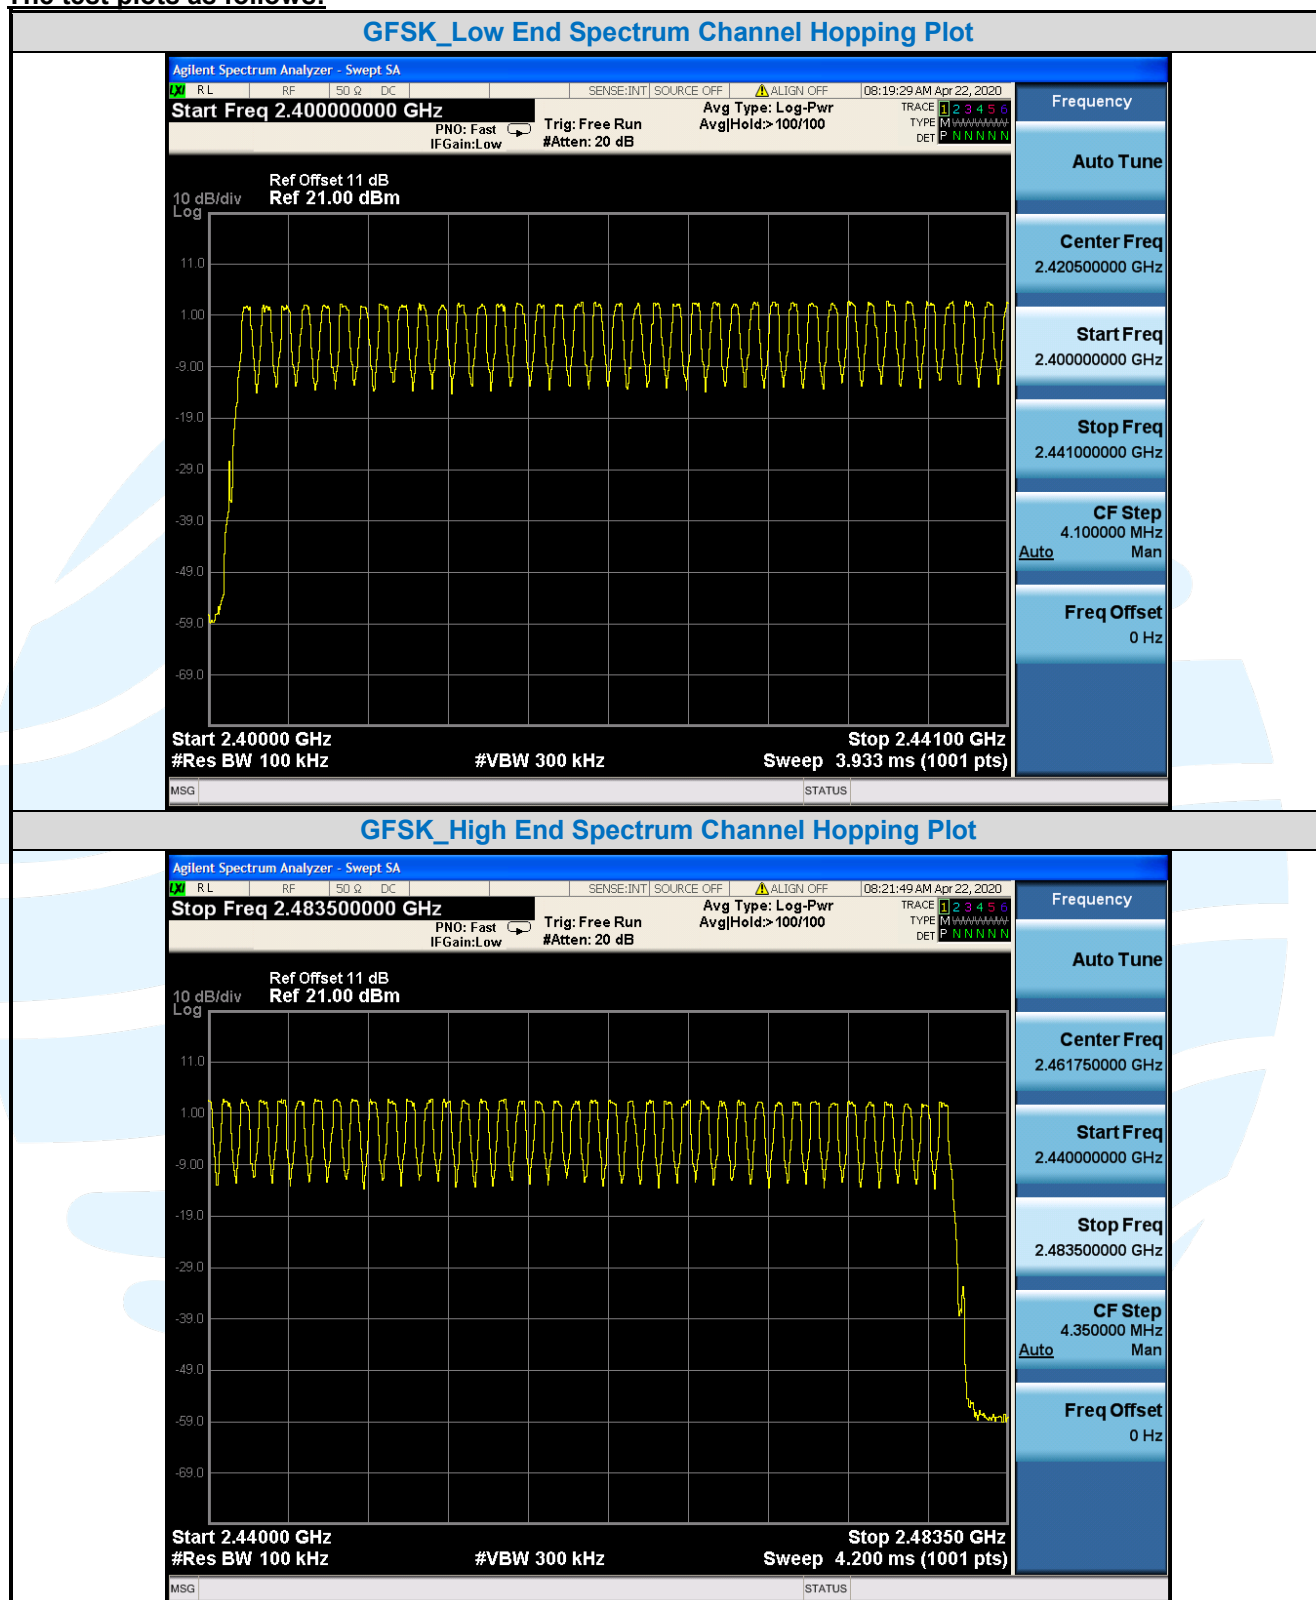 The test plots as follows:
GFSK_Low End Spectrum Channel Hopping Plot
Agilent Spectrum Analyzer - Swept SA
LXI RL RF 50 Ω DC SENSE:INT SOURCE OFF ALIGN OFF 08:19:29 AM Apr 22, 2020
Start Freq 2.400000000 GHz
PNO: Fast
IFGain:Low
Trig: Free Run
#Atten: 20 dB
Avg Type: Log-Pwr
Avg|Hold:>100/100
TRACE 1 2 3 4 5 6
TYPE M
DET P N N N N N
Ref Offset 11 dB
10 dB/div Ref 21.00 dBm
Log
11.0
1.00
-9.00
-19.0
-29.0
-39.0
-49.0
-59.0
-69.0
Start 2.40000 GHz Stop 2.44100 GHz
#Res BW 100 kHz #VBW 300 kHz Sweep 3.933 ms (1001 pts)
MSG STATUS
Frequency
Auto Tune
Center Freq
2.420500000 GHz
Start Freq
2.400000000 GHz
Stop Freq
2.441000000 GHz
CF Step
4.100000 MHz
Auto Man
Freq Offset
0 Hz
GFSK_High End Spectrum Channel Hopping Plot
Agilent Spectrum Analyzer - Swept SA
LXI RL RF 50 Ω DC SENSE:INT SOURCE OFF ALIGN OFF 08:21:49 AM Apr 22, 2020
Stop Freq 2.483500000 GHz
PNO: Fast
IFGain:Low
Trig: Free Run
#Atten: 20 dB
Avg Type: Log-Pwr
Avg|Hold:>100/100
TRACE 1 2 3 4 5 6
TYPE M
DET P N N N N N
Ref Offset 11 dB
10 dB/div Ref 21.00 dBm
Log
11.0
1.00
-9.00
-19.0
-29.0
-39.0
-49.0
-59.0
-69.0
Start 2.44000 GHz Stop 2.48350 GHz
#Res BW 100 kHz #VBW 300 kHz Sweep 4.200 ms (1001 pts)
MSG STATUS
Frequency
Auto Tune
Center Freq
2.461750000 GHz
Start Freq
2.440000000 GHz
Stop Freq
2.483500000 GHz
CF Step
4.350000 MHz
Auto Man
Freq Offset
0 Hz